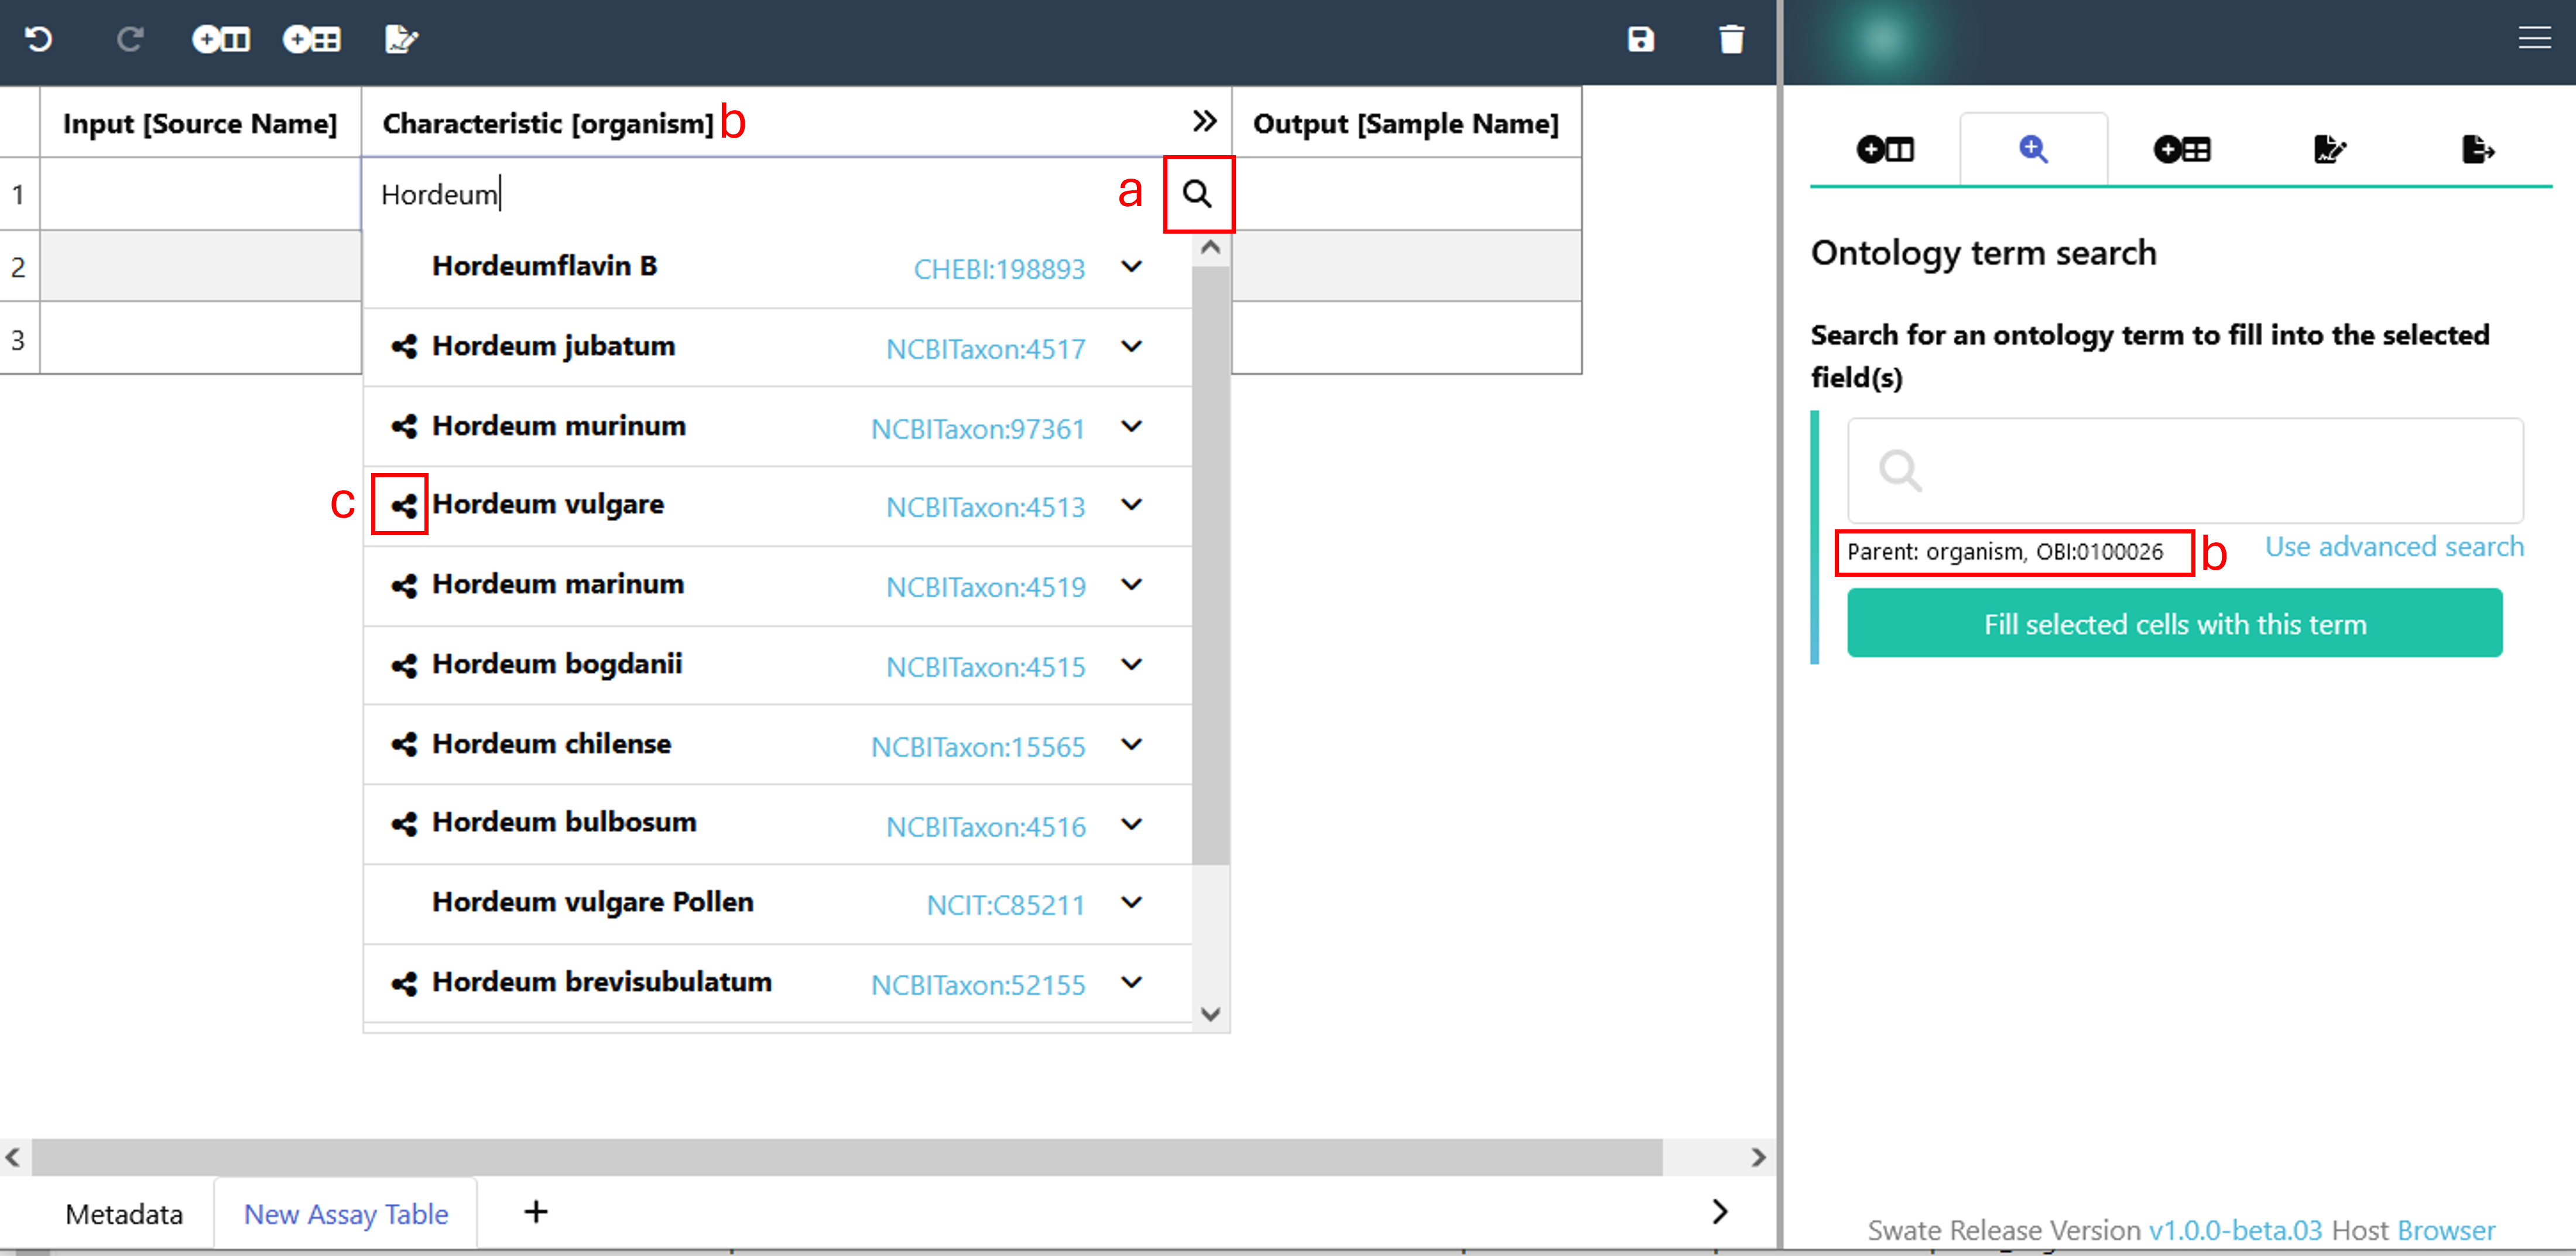 Input [Source Name] Characteristic [organism] b Output [Sample Name]
1 Hordeum a
2
3
Hordeumflavin B CHEBI:198893
Hordeum jubatum NCBITaxon:4517
Hordeum murinum NCBITaxon:97361
c Hordeum vulgare NCBITaxon:4513
Hordeum marinum NCBITaxon:4519
Hordeum bogdanii NCBITaxon:4515
Hordeum chilense NCBITaxon:15565
Hordeum bulbosum NCBITaxon:4516
Hordeum vulgare Pollen NCIT:C85211
Hordeum brevisubulatum NCBITaxon:52155
Metadata New Assay Table +
Ontology term search
Search for an ontology term to fill into the selected
field(s)
Parent: organism, OBI:0100026 b Use advanced search
Fill selected cells with this term
Swate Release Version v1.0.0-beta.03 Host Browser